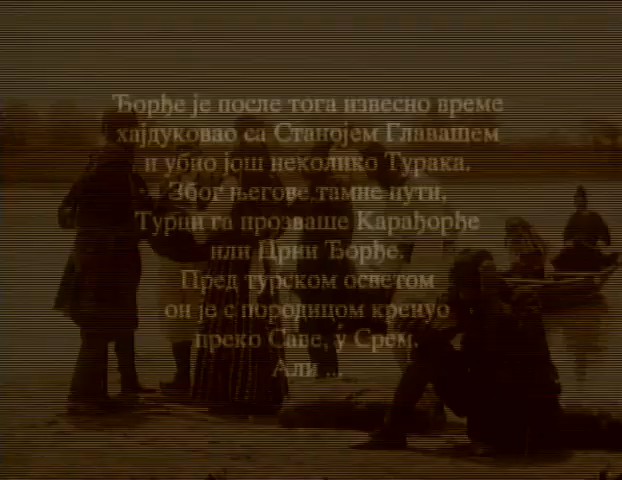 Ђорђе је после тога извесно време
хајдуковао са Станојем Главашем
и убио још неколико Турака.
Због његове тамне пути,
Турци га прозваше Карађорђе
или Црни Ђорђе.
Пред турском осветом
он је с породицом кренуо
преко Саве, у Срем.
Али ...